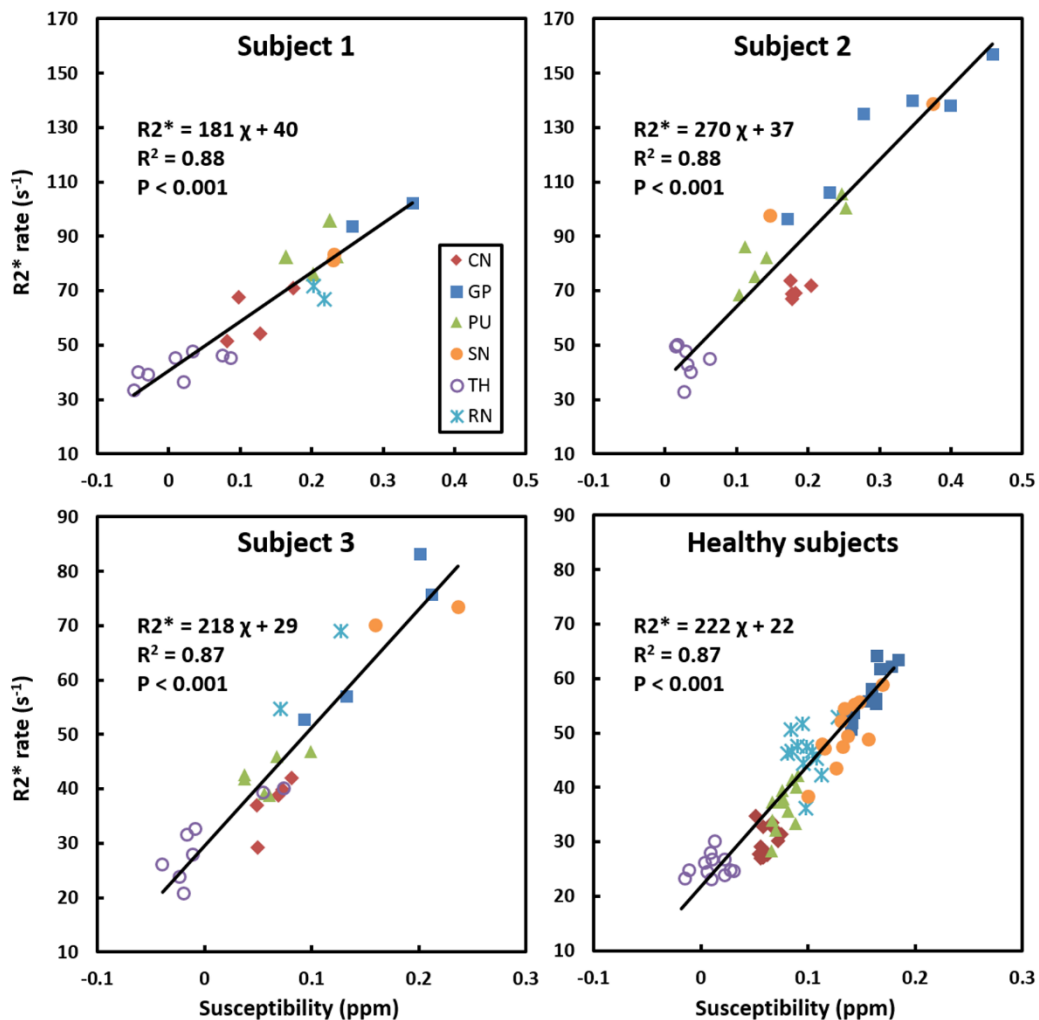 Subject 1
R2* = 181 χ + 40
R² = 0.88
P < 0.001
R2* rate (s⁻¹)
170
150
130
110
90
70
50
30
10
-0.1 0 0.1 0.2 0.3 0.4 0.5
CN
GP
PU
SN
TH
RN
Subject 2
R2* = 270 χ + 37
R² = 0.88
P < 0.001
170
150
130
110
90
70
50
30
10
-0.1 0 0.1 0.2 0.3 0.4 0.5
Subject 3
R2* = 218 χ + 29
R² = 0.87
P < 0.001
R2* rate (s⁻¹)
90
80
70
60
50
40
30
20
10
-0.1 0 0.1 0.2 0.3
Susceptibility (ppm)
Healthy subjects
R2* = 222 χ + 22
R² = 0.87
P < 0.001
90
80
70
60
50
40
30
20
10
-0.1 0 0.1 0.2 0.3
Susceptibility (ppm)